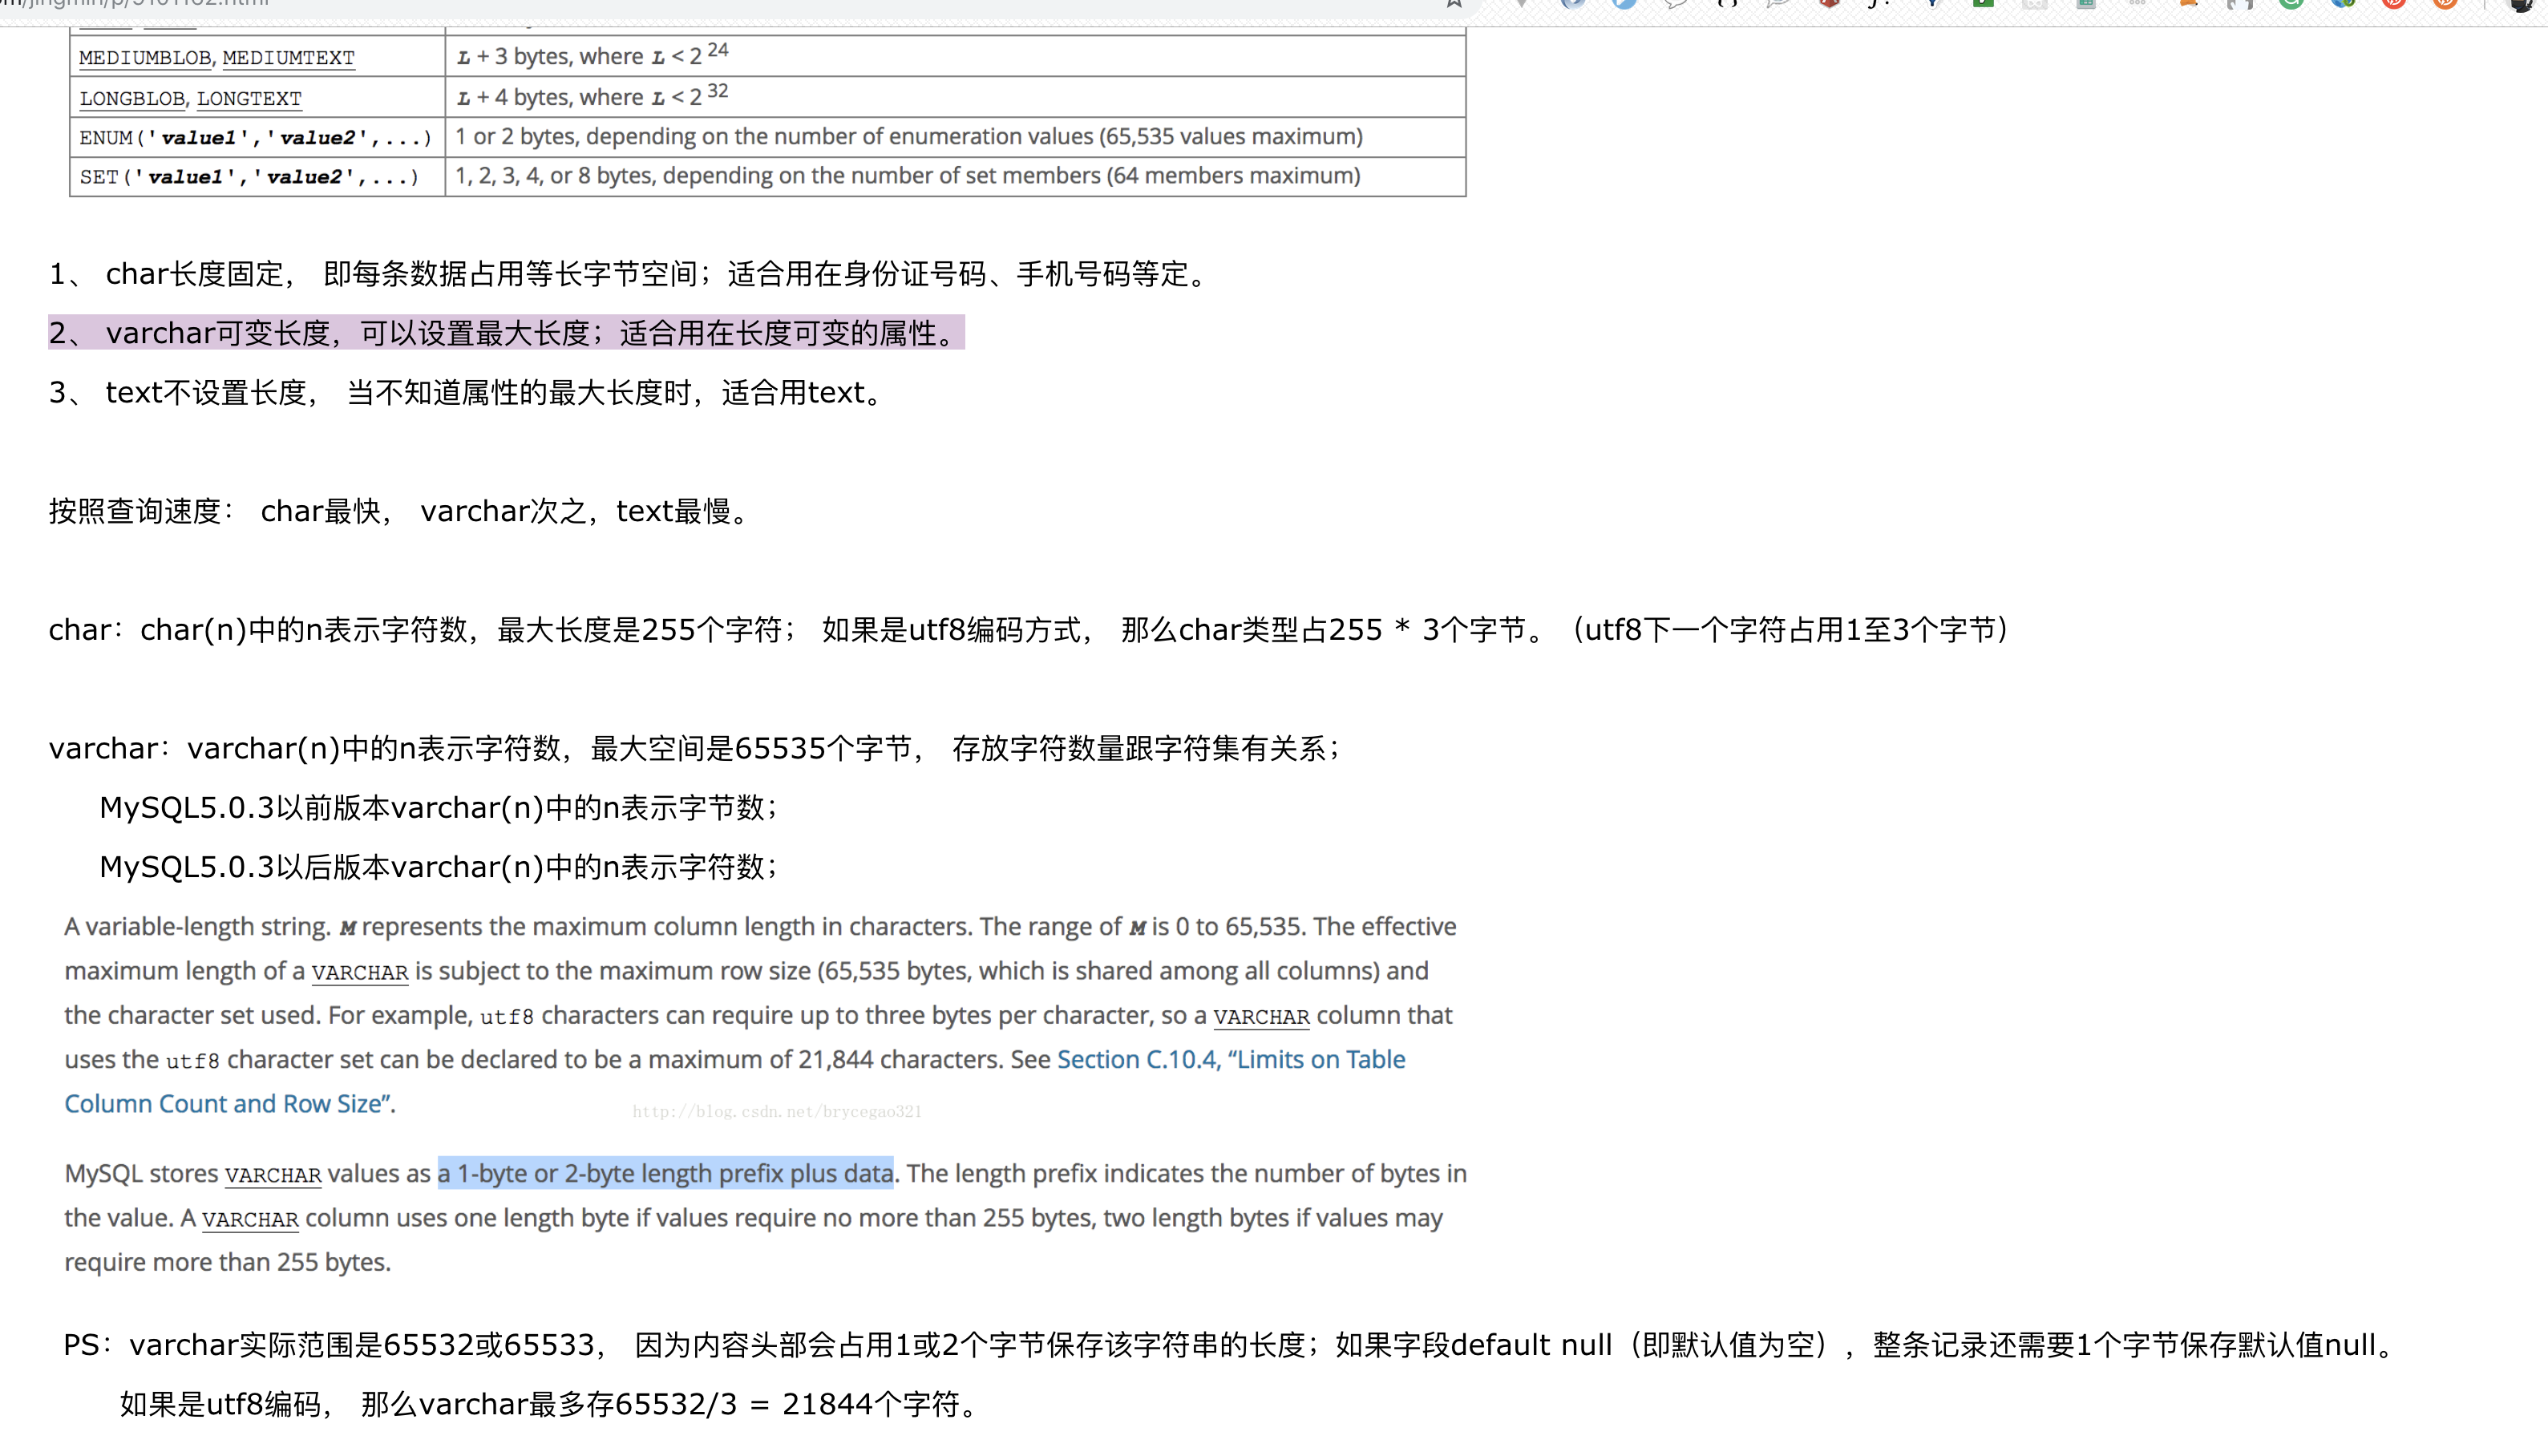 MEDIUMBLOB, MEDIUMTEXT L + 3 bytes, where L < 2 24
LONGBLOB, LONGTEXT L + 4 bytes, where L < 2 32
ENUM('value1','value2',...) 1 or 2 bytes, depending on the number of enumeration values (65,535 values maximum)
SET('value1','value2',...) 1, 2, 3, 4, or 8 bytes, depending on the number of set members (64 members maximum)
1、 char长度固定， 即每条数据占用等长字节空间；适合用在身份证号码、手机号码等定。
2、 varchar可变长度，可以设置最大长度；适合用在长度可变的属性。
3、 text不设置长度， 当不知道属性的最大长度时，适合用text。
按照查询速度： char最快， varchar次之，text最慢。
char：char(n)中的n表示字符数，最大长度是255个字符； 如果是utf8编码方式， 那么char类型占255 * 3个字节。（utf8下一个字符占用1至3个字节）
varchar：varchar(n)中的n表示字符数，最大空间是65535个字节， 存放字符数量跟字符集有关系；
MySQL5.0.3以前版本varchar(n)中的n表示字节数；
MySQL5.0.3以后版本varchar(n)中的n表示字符数；
A variable-length string. M represents the maximum column length in characters. The range of M is 0 to 65,535. The effective
maximum length of a VARCHAR is subject to the maximum row size (65,535 bytes, which is shared among all columns) and
the character set used. For example, utf8 characters can require up to three bytes per character, so a VARCHAR column that
uses the utf8 character set can be declared to be a maximum of 21,844 characters. See Section C.10.4, “Limits on Table
Column Count and Row Size”.
http://blog.csdn.net/brycegao321
MySQL stores VARCHAR values as a 1-byte or 2-byte length prefix plus data. The length prefix indicates the number of bytes in
the value. A VARCHAR column uses one length byte if values require no more than 255 bytes, two length bytes if values may
require more than 255 bytes.
PS：varchar实际范围是65532或65533， 因为内容头部会占用1或2个字节保存该字符串的长度；如果字段default null（即默认值为空），整条记录还需要1个字节保存默认值null。
如果是utf8编码， 那么varchar最多存65532/3 = 21844个字符。